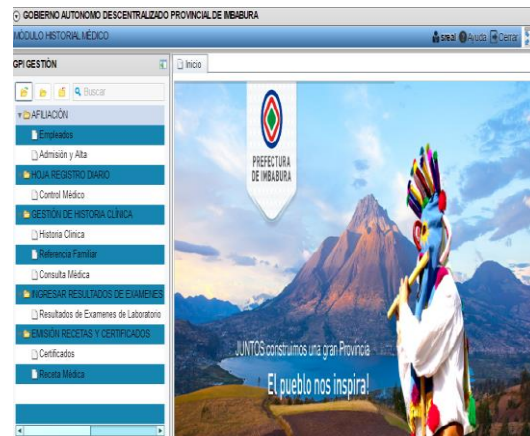 GOBIERNO AUTONOMO DESCENTRALIZADO PROVINCIAL DE IMBABURA
MÓDULO HISTORIAL MÉDICO
sreal Ayuda Cerrar
GPI GESTIÓN
Inicio
Buscar
AFILIACIÓN
Empleados
Admisión y Alta
HOJA REGISTRO DIARIO
Control Médico
GESTIÓN DE HISTORIA CLÍNICA
Historia Clínica
Referencia Familiar
Consulta Médica
INGRESAR RESULTADOS DE EXAMENES
Resultados de Examenes de Laboratorio
EMISIÓN RECETAS Y CERTIFICADOS
Certificados
Receta Médica
PREFECTURA
DE IMBABURA
JUNTOS construimos una gran Provincia
El pueblo nos inspira!